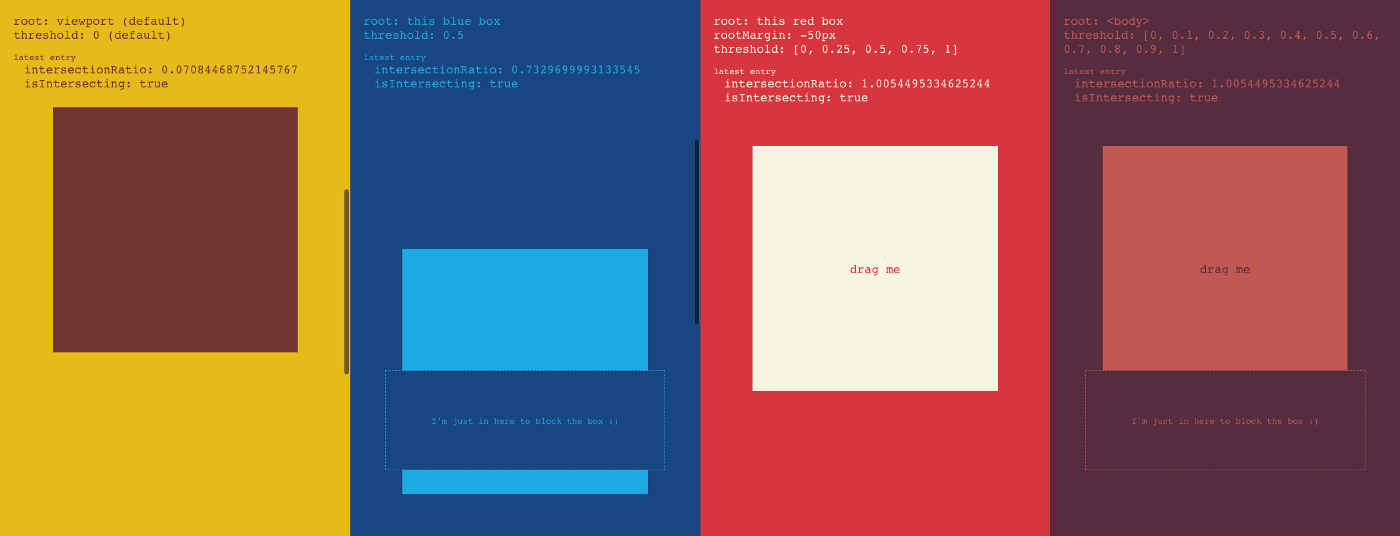 root: viewport (default)
threshold: 0 (default)
latest entry
intersectionRatio: 0.07084468752145767
isIntersecting: true
root: this blue box
threshold: 0.5
latest entry
intersectionRatio: 0.7329699993133545
isIntersecting: true
I'm just in here to block the box :)
root: this red box
rootMargin: -50px
threshold: [0, 0.25, 0.5, 0.75, 1]
latest entry
intersectionRatio: 1.0054495334625244
isIntersecting: true
drag me
root: <body>
threshold: [0, 0.1, 0.2, 0.3, 0.4, 0.5, 0.6,
0.7, 0.8, 0.9, 1]
latest entry
intersectionRatio: 1.0054495334625244
isIntersecting: true
drag me
I'm just in here to block the box :)